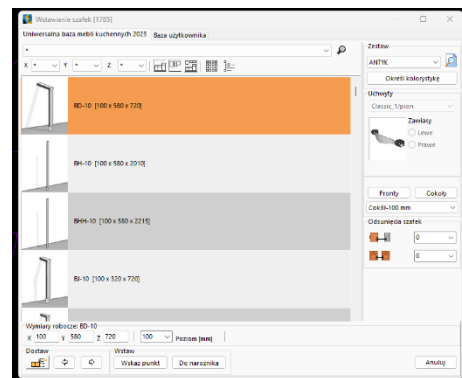 Wstawianie szafek [1785]
Uniwersalna baza mebli kuchennych 2023 Baza użytkownika
*
X * Y * Z *
BD-10 [100 x 580 x 720]
BH-10 [100 x 580 x 2010]
BHH-10 [100 x 580 x 2215]
BJ-10 [100 x 320 x 720]
Wymiary robocze: BD-10
X 100 Y 580 Z 720 100 Poziom [mm]
Dostaw
Wstaw
Wskaż punkt Do narożnika
Zestaw
ANTYK
Określ kolorystykę
Uchwyty
Classic_1/pion
Zawiasy
Lewe
Prawe
Fronty Cokoły
Cokół-100 mm
Odsunięcia szafek
0
0
Anuluj